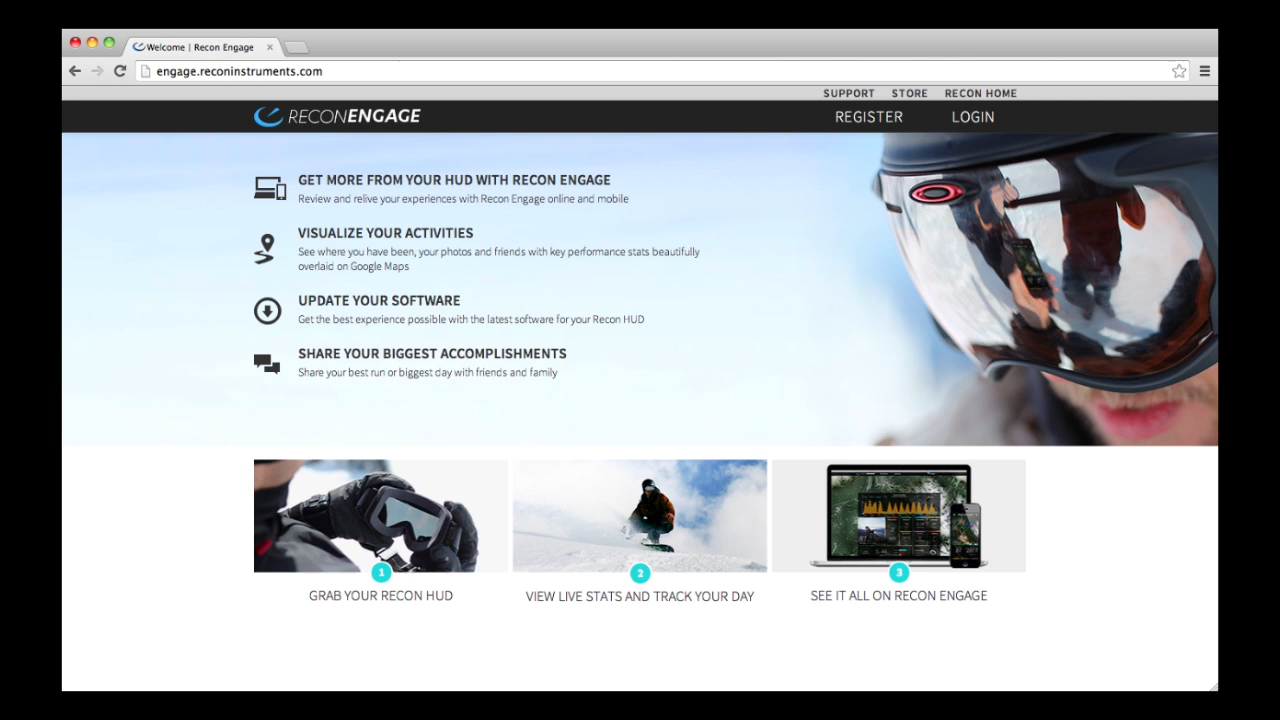 Welcome | Recon Engage
engage.reconinstruments.com
SUPPORT STORE RECON HOME
RECONENGAGE
REGISTER LOGIN
GET MORE FROM YOUR HUD WITH RECON ENGAGE
Review and relive your experiences with Recon Engage online and mobile
VISUALIZE YOUR ACTIVITIES
See where you have been, your photos and friends with key performance stats beautifully
overlaid on Google Maps
UPDATE YOUR SOFTWARE
Get the best experience possible with the latest software for your Recon HUD
SHARE YOUR BIGGEST ACCOMPLISHMENTS
Share your best run or biggest day with friends and family
1
2
3
GRAB YOUR RECON HUD
VIEW LIVE STATS AND TRACK YOUR DAY
SEE IT ALL ON RECON ENGAGE